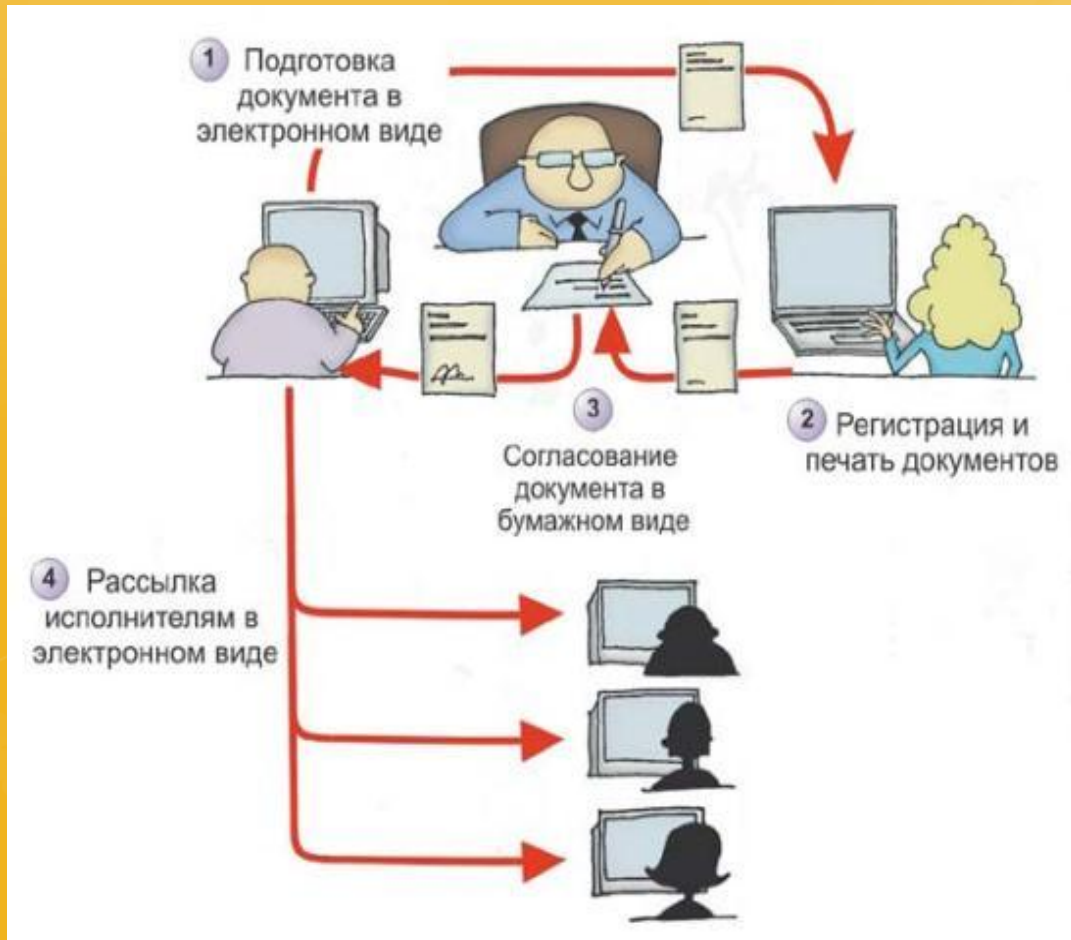 1 Подготовка
документа в
электронном виде
2 Регистрация и
печать документов
3
Согласование
документа в
бумажном виде
4 Рассылка
исполнителям в
электронном виде